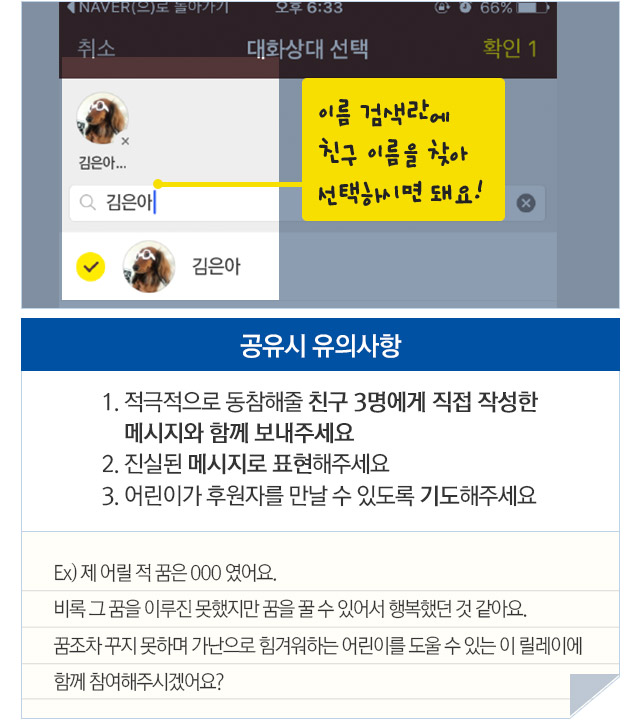 NAVER(으)로 돌아가기 오후 6:33 66%
취소 대화상대 선택 확인 1
이름 검색란에
친구 이름을 찾아
선택하시면 돼요!
김은아...
김은아
김은아
공유시 유의사항
1. 적극적으로 동참해줄 친구 3명에게 직접 작성한
메시지와 함께 보내주세요
2. 진실된 메시지로 표현해주세요
3. 어린이가 후원자를 만날 수 있도록 기도해주세요
Ex) 제 어릴 적 꿈은 000 였어요.
비록 그 꿈을 이루진 못했지만 꿈을 꿀 수 있어서 행복했던 것 같아요.
꿈조차 꾸지 못하며 가난으로 힘겨워하는 어린이를 도울 수 있는 이 릴레이에
함께 참여해주시겠어요?